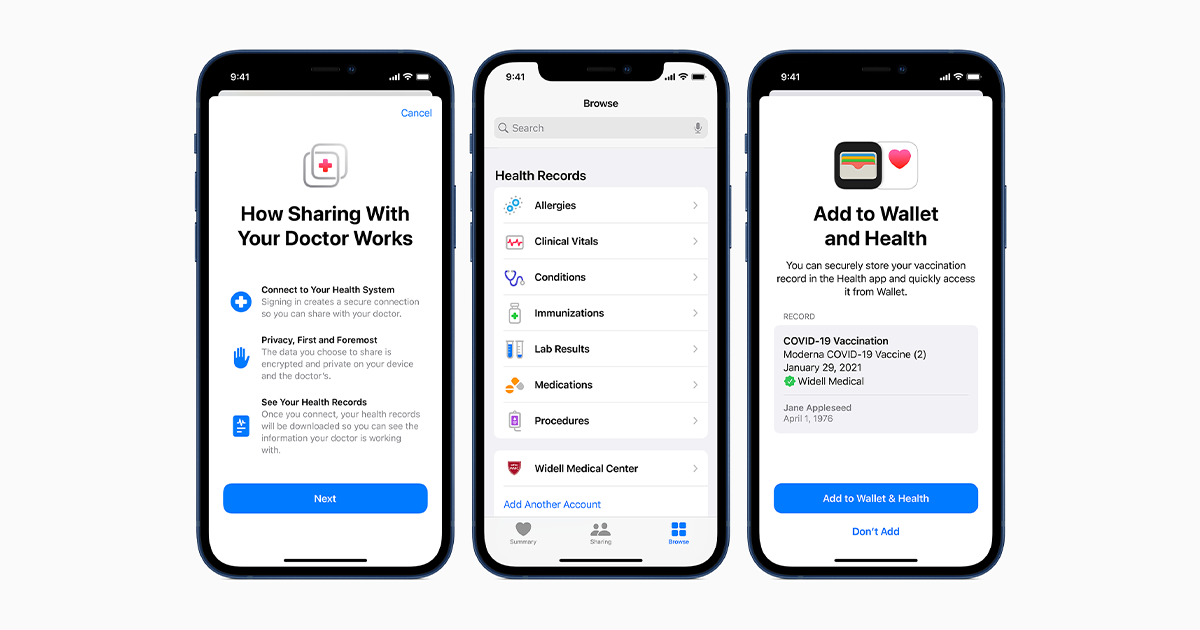 9:41
Cancel
How Sharing With
Your Doctor Works
Connect to Your Health System
Signing in creates a secure connection
so you can share with your doctor.
Privacy, First and Foremost
The data you choose to share is
encrypted and private on your device
and the doctor's.
See Your Health Records
Once you connect, your health records
will be downloaded so you can see the
information your doctor is working
with.
Next
9:41
Browse
Search
Health Records
Allergies
Clinical Vitals
Conditions
Immunizations
Lab Results
Medications
Procedures
Widell Medical Center
Add Another Account
Summary
Sharing
Browse
9:41
Add to Wallet
and Health
You can securely store your vaccination
record in the Health app and quickly access
it from Wallet.
RECORD
COVID-19 Vaccination
Moderna COVID-19 Vaccine (2)
January 29, 2021
Widell Medical
Jane Appleseed
April 1, 1976
Add to Wallet & Health
Don't Add